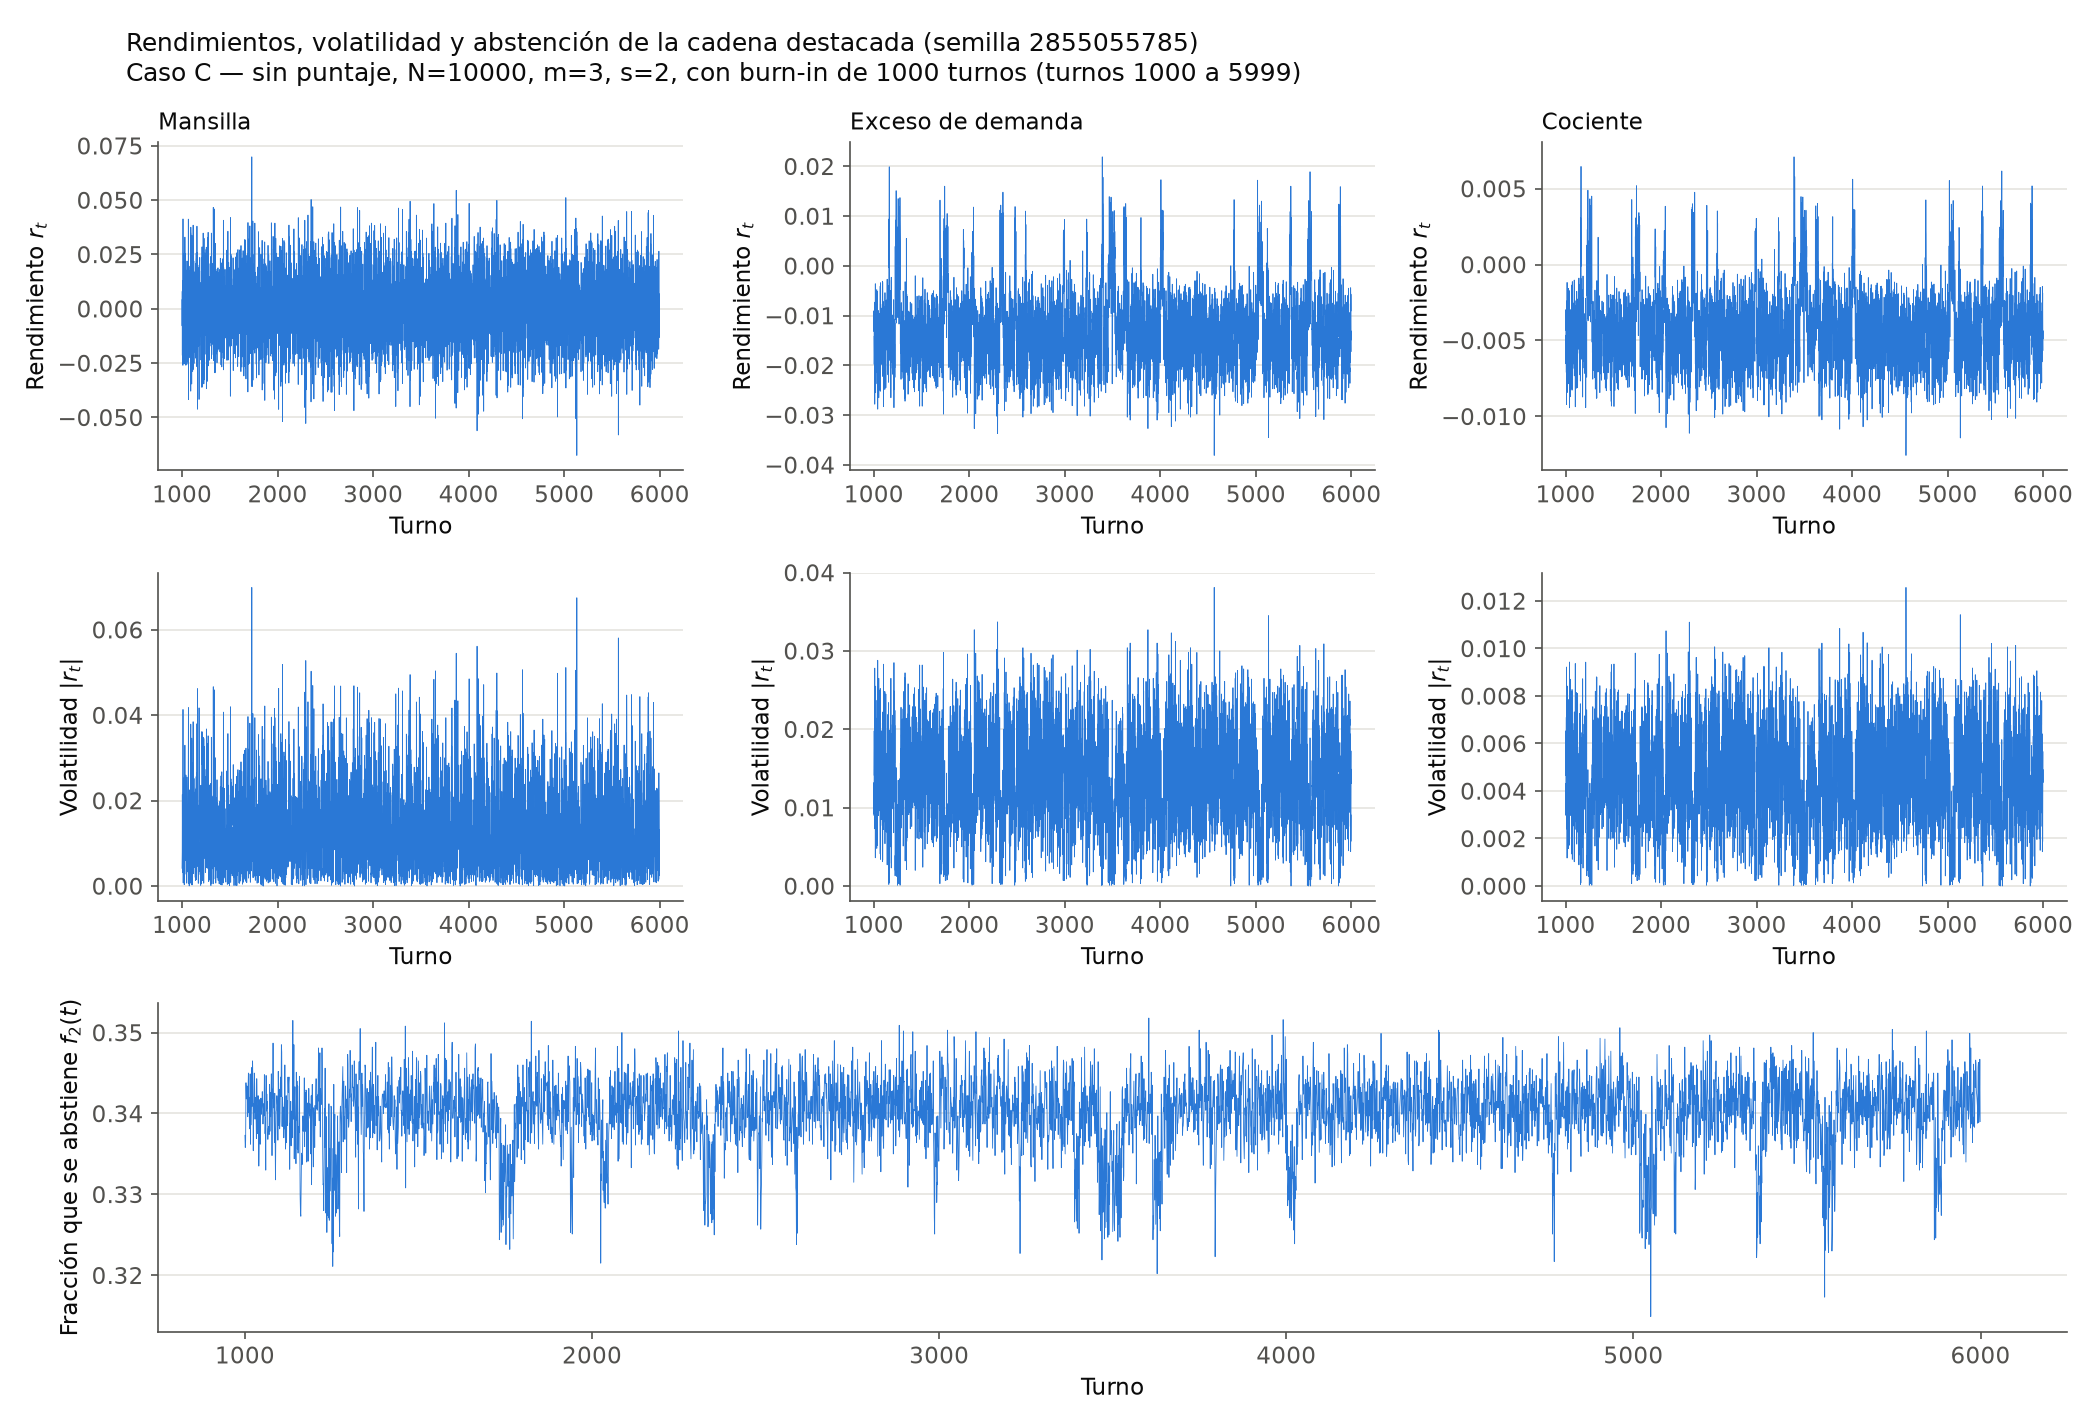 Rendimientos, volatilidad y abstención de la cadena destacada (semilla 2855055785)
Caso C — sin puntaje, N=10000, m=3, s=2, con burn-in de 1000 turnos (turnos 1000 a 5999)
Mansilla
Rendimiento r_t
0.075
0.050
0.025
0.000
−0.025
−0.050
1000 2000 3000 4000 5000 6000
Turno
Exceso de demanda
Rendimiento r_t
0.02
0.01
0.00
−0.01
−0.02
−0.03
−0.04
1000 2000 3000 4000 5000 6000
Turno
Cociente
Rendimiento r_t
0.005
0.000
−0.005
−0.010
1000 2000 3000 4000 5000 6000
Turno
Volatilidad |r_t|
0.06
0.04
0.02
0.00
1000 2000 3000 4000 5000 6000
Turno
Volatilidad |r_t|
0.04
0.03
0.02
0.01
0.00
1000 2000 3000 4000 5000 6000
Turno
Volatilidad |r_t|
0.012
0.010
0.008
0.006
0.004
0.002
0.000
1000 2000 3000 4000 5000 6000
Turno
Fracción que se abstiene f_2(t)
0.35
0.34
0.33
0.32
1000 2000 3000 4000 5000 6000
Turno